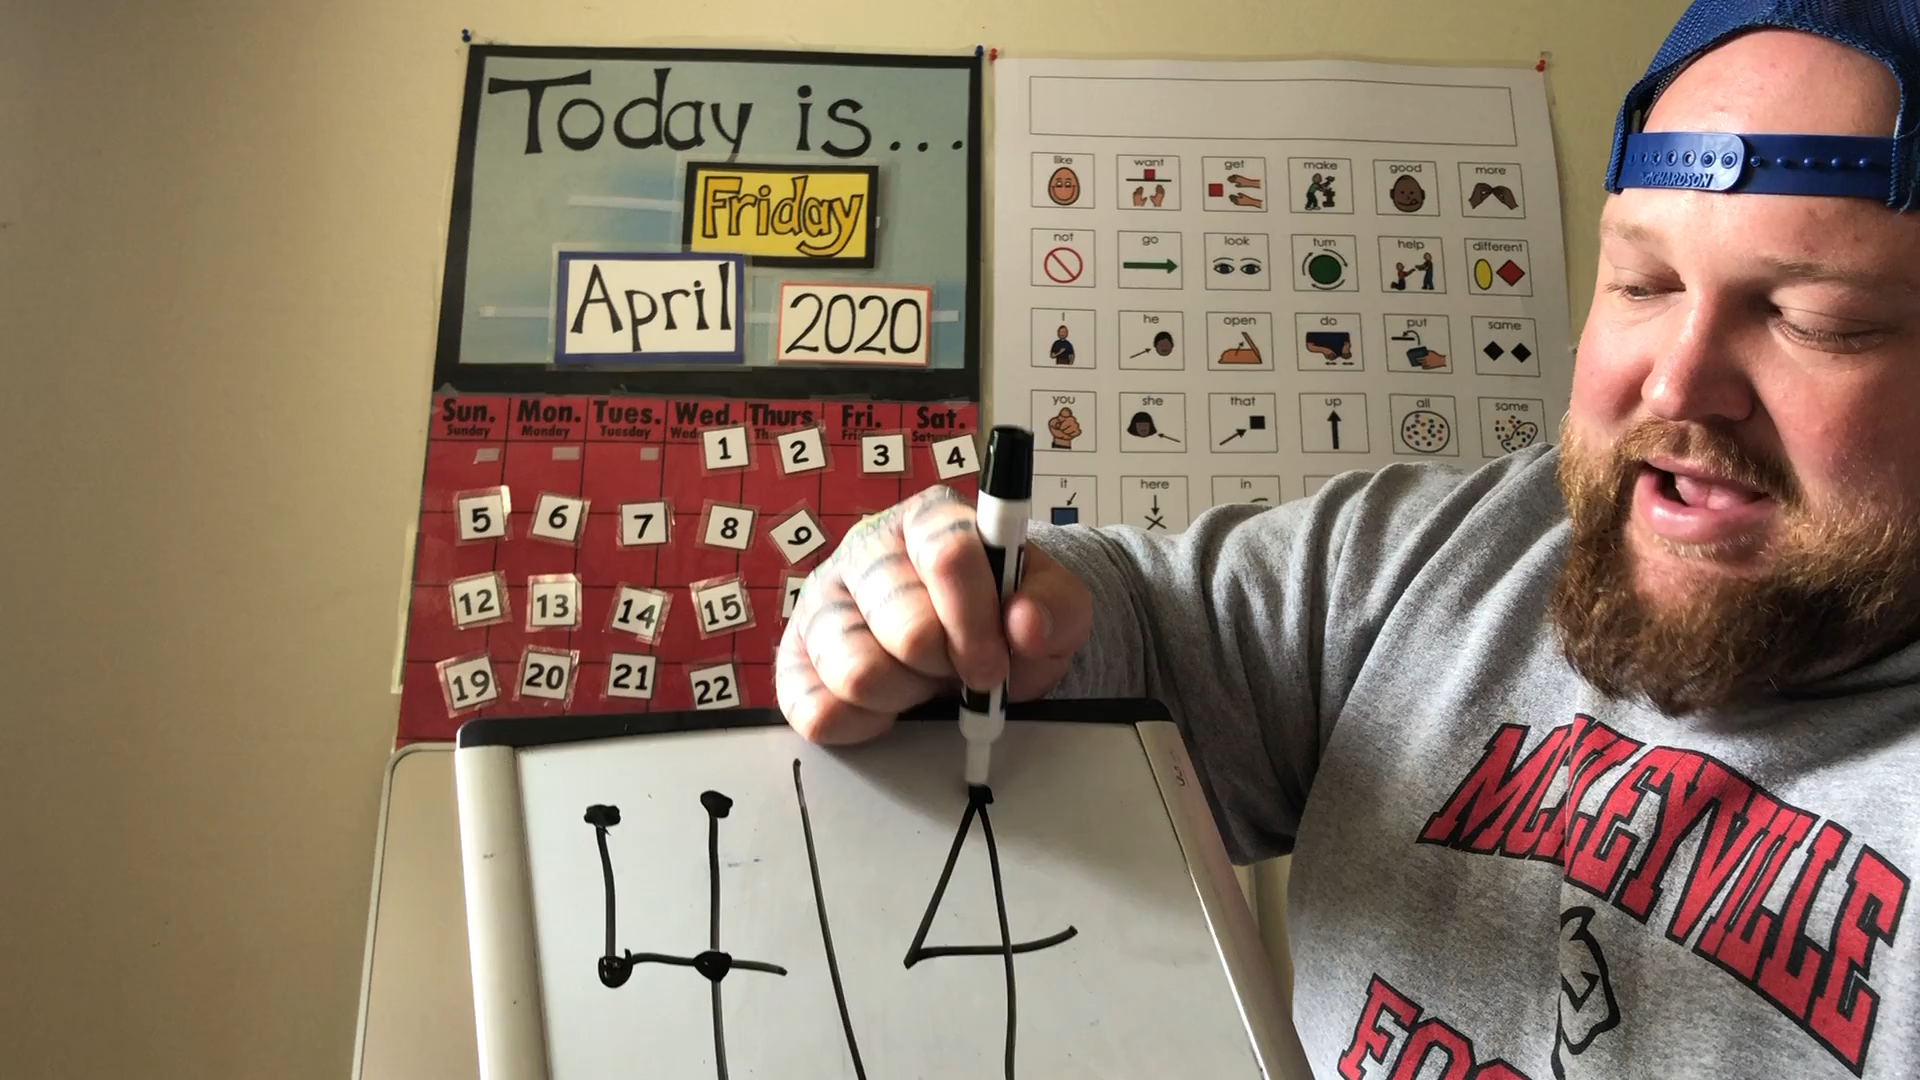 Today is...
Friday
April 2020
Sun. Mon. Tues. Wed. Thurs. Fri. Sat.
Sunday Monday Tuesday
1 2 3 4
5 6 7 8 9
12 13 14 15
19 20 21 22
like want get make good more
not go look turn help different
I he open do put same
you she that up all some
it here in
RICHARDSON
MCKINLEYVILLE
4 4